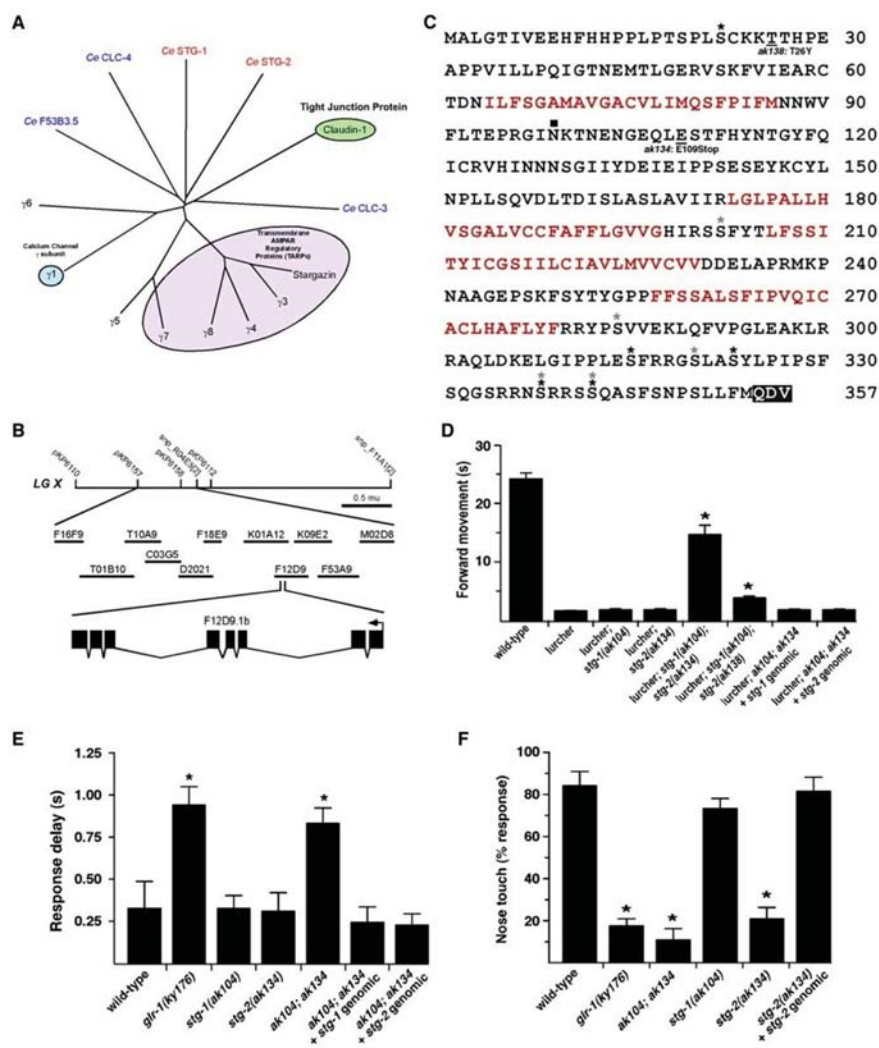 A
Ce CLC-4
Ce STG-1
Ce STG-2
Ce F53B3.5
Tight Junction Protein
Claudin-1
γ6
Ce CLC-3
Calcium Channel
γ subunit
γ1
Transmembrane
AMPAR
Regulatory
Proteins (TARPs)
Stargazin
γ3
γ5
γ7
γ8
γ4
B
pKP6110
pKP6157
pKP6158
snp_R04E5[2]
pKP6112
snp_F11A1[2]
LG X
0.5 mu
F16F9
T10A9
F18E9
K01A12
K09E2
M02D8
C03G5
T01B10
D2021
F12D9
F53A9
F12D9.1b
C
*
MALGTIVEEHFHHPPLPTSPLSCKKTTHPE 30
ak138: T26Y
APPVILLPQIGTNEMTLGERVSKFVIEARC 60
TDNILFSGAMAVGACVLIMQSFPIFMNNWV 90
■
FLTEPRGINKTNENGEQLESTFHYNTGYFQ 120
ak134: E109Stop
ICRVHINNNSGIIYDEIEIPPSESEYKCYL 150
NPLLSQVDLTDISLASLAVIIRLGLPALLH 180
VSGALVCCFAFFLGVVGHIRSSFYTLFSSI 210
*
TYICGSIILCIAVLMVVCVVDDELAPRMKP 240
NAAGEPSKFSYTYGPPFFSSALSFIPVQIC 270
ACLHAFLYFRRYPSVVEKLQFVPGLEAKLR 300
*
RAQLDKELGIPPLESFRRGSLASYLPIPSF 330
* * *
SQGSRRNSRRSSQASFSNPSLLFMQDV 357
* *
* *
D
Forward movement (s)
30
20
10
*
*
wild-type
lurcher
lurcher;
stg-1(ak104)
lurcher;
stg-2(ak134)
lurcher; stg-1(ak104);
stg-2(ak134)
lurcher; stg-1(ak104);
stg-2(ak138)
lurcher; ak104; ak134
+ stg-1 genomic
lurcher; ak104; ak134
+ stg-2 genomic
E
Response delay (s)
1.25
1.00
0.75
0.50
0.25
*
*
wild-type
glr-1(ky176)
stg-1(ak104)
stg-2(ak134)
ak104; ak134
ak104; ak134
+ stg-1 genomic
ak104; ak134
+ stg-2 genomic
F
Nose touch (% response)
100
80
60
40
20
*
*
*
wild-type
glr-1(ky176)
ak104; ak134
stg-1(ak104)
stg-2(ak134)
stg-2(ak134)
+ stg-2 genomic